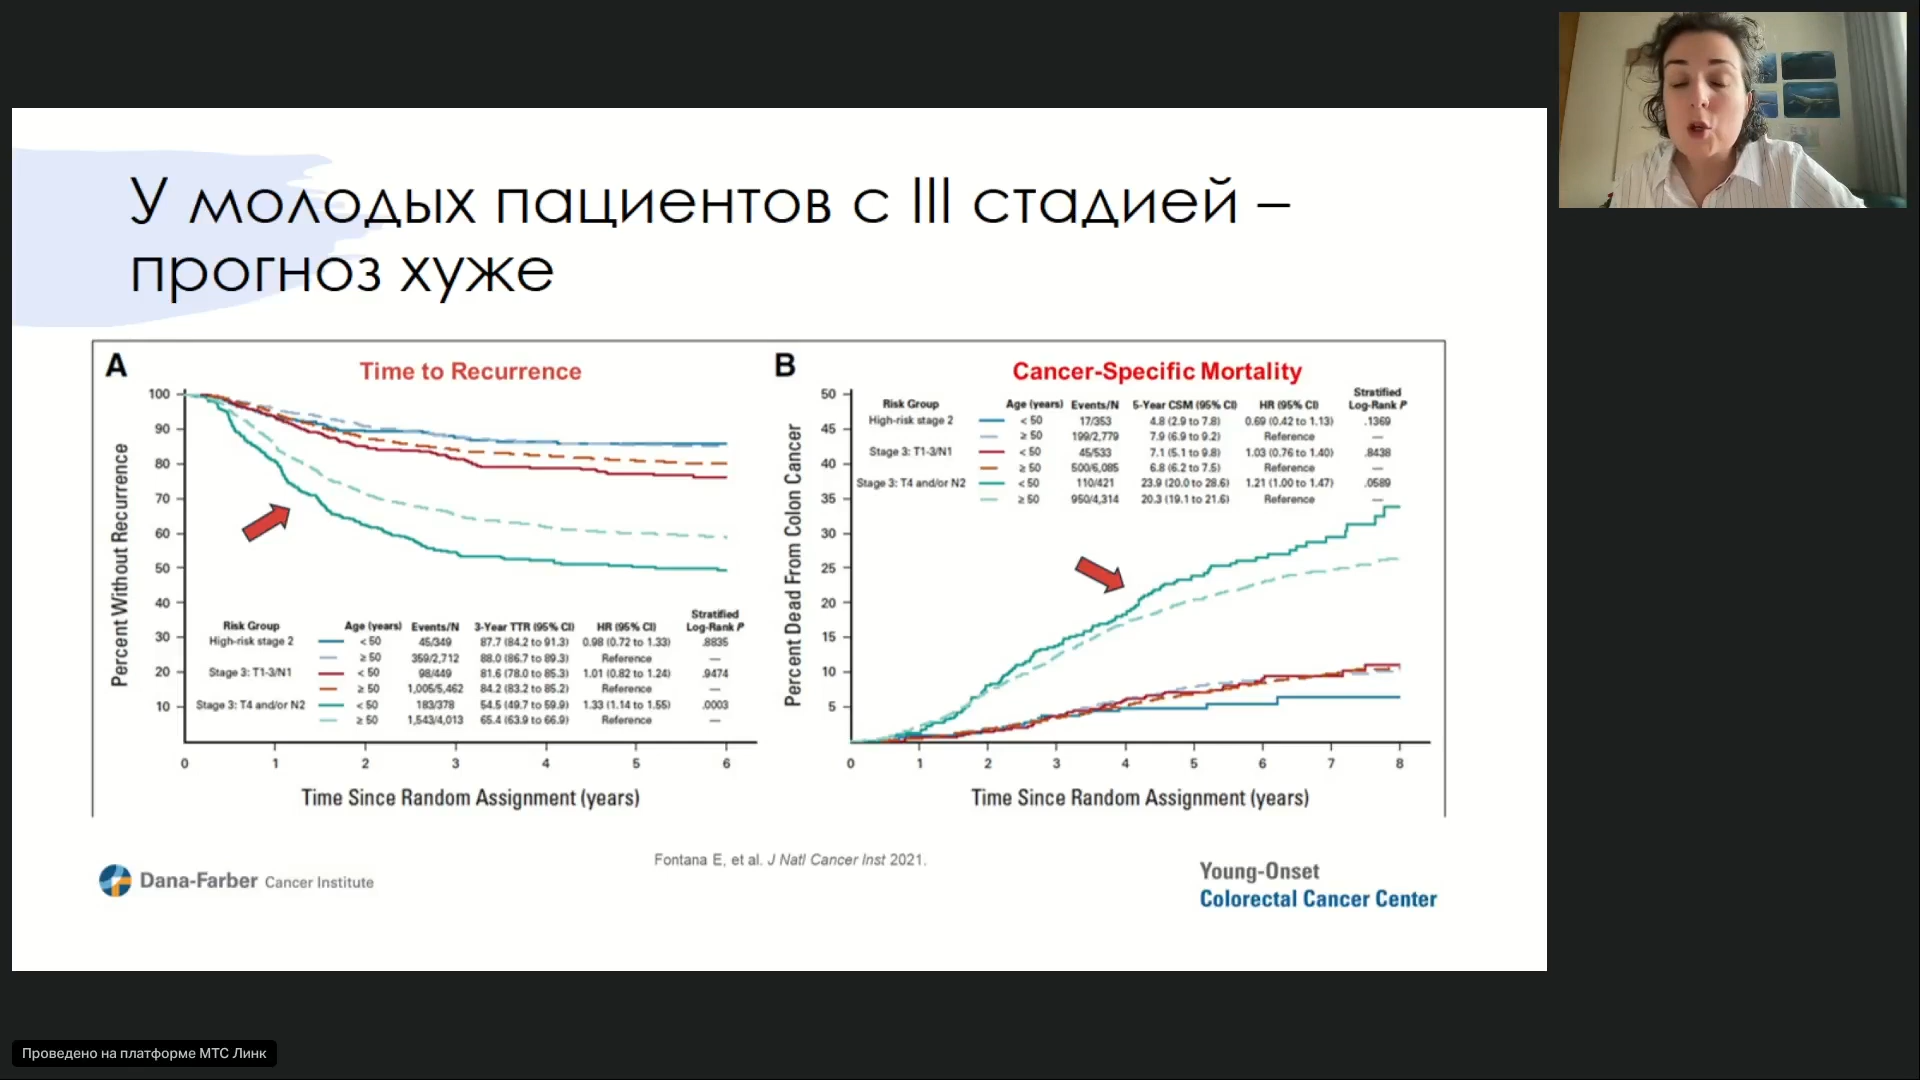 У молодых пациентов с III стадией –
прогноз хуже
A
Time to Recurrence
Percent Without Recurrence
100
90
80
70
60
50
40
30
20
10
Risk Group Age (years) Events/N 3-Year TTR (95% CI) HR (95% CI) Stratified Log-Rank P
High-risk stage 2 < 50 45/349 87.7 (84.2 to 91.3) 0.98 (0.72 to 1.33) .8835
≥ 50 359/2,712 88.0 (86.7 to 89.3) Reference —
Stage 3: T1-3/N1 < 50 98/449 81.6 (78.0 to 85.3) 1.01 (0.82 to 1.24) .9474
≥ 50 1,005/5,462 84.2 (83.2 to 85.2) Reference —
Stage 3: T4 and/or N2 < 50 183/378 54.5 (49.7 to 59.9) 1.33 (1.14 to 1.55) .0003
≥ 50 1,543/4,013 65.4 (63.9 to 66.9) Reference —
0 1 2 3 4 5 6
Time Since Random Assignment (years)
B
Cancer-Specific Mortality
Percent Dead From Colon Cancer
50
45
40
35
30
25
20
15
10
5
Risk Group Age (years) Events/N 5-Year CSM (95% CI) HR (95% CI) Stratified Log-Rank P
High-risk stage 2 < 50 17/353 4.8 (2.9 to 7.8) 0.69 (0.42 to 1.13) .1369
≥ 50 199/2,779 7.9 (6.9 to 9.2) Reference —
Stage 3: T1-3/N1 < 50 45/533 7.1 (5.1 to 9.8) 1.03 (0.76 to 1.40) .8438
≥ 50 500/6,085 6.8 (6.2 to 7.5) Reference —
Stage 3: T4 and/or N2 < 50 110/421 23.9 (20.0 to 28.6) 1.21 (1.00 to 1.47) .0589
≥ 50 950/4,314 20.3 (19.1 to 21.6) Reference —
0 1 2 3 4 5 6 7 8
Time Since Random Assignment (years)
Fontana E, et al. J Natl Cancer Inst 2021.
Dana-Farber Cancer Institute
Young-Onset
Colorectal Cancer Center
Проведено на платформе МТС Линк